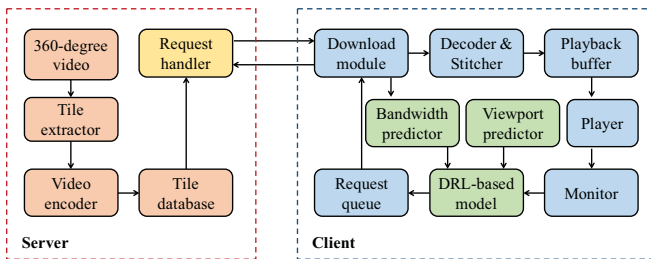 360-degree
video
Request
handler
Download
module
Decoder &
Stitcher
Playback
buffer
Tile
extractor
Bandwidth
predictor
Viewport
predictor
Player
Video
encoder
Tile
database
Request
queue
DRL-based
model
Monitor
Server
Client